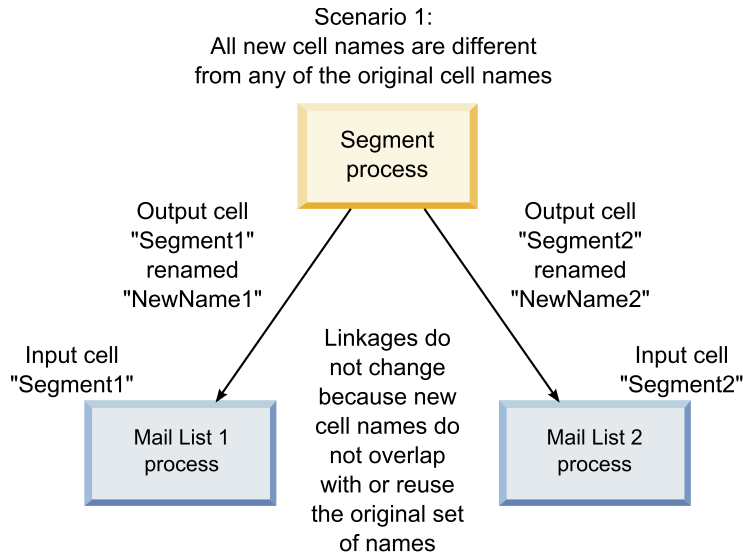 Scenario 1:
All new cell names are different
from any of the original cell names
Segment
process
Output cell
"Segment1"
renamed
"NewName1"
Output cell
"Segment2"
renamed
"NewName2"
Input cell
"Segment1"
Linkages do
not change
because new
cell names do
not overlap
with or reuse
the original set
of names
Input cell
"Segment2"
Mail List 1
process
Mail List 2
process